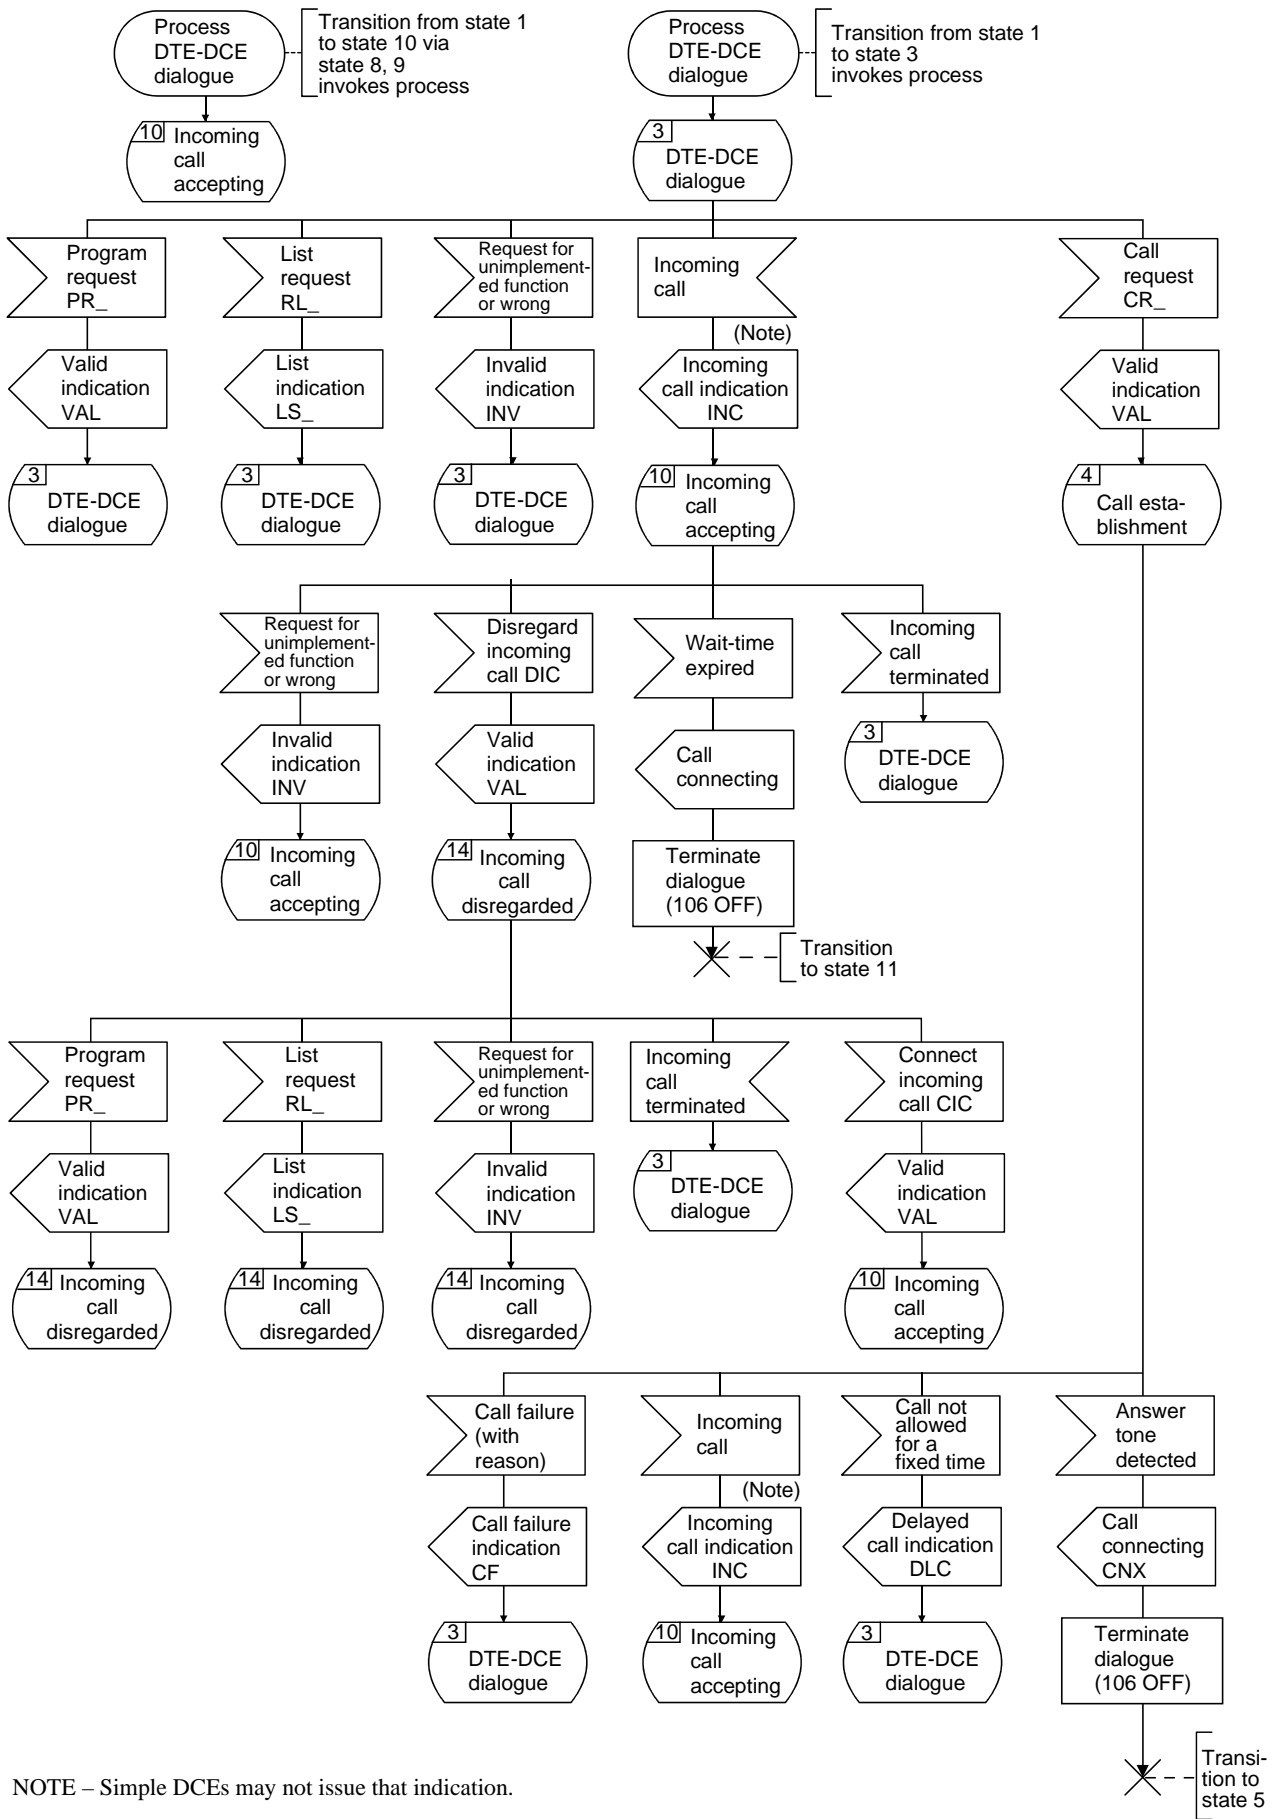 Process
DTE-DCE
dialogue
Transition from state 1
to state 10 via
state 8, 9
invokes process
Process
DTE-DCE
dialogue
Transition from state 1
to state 3
invokes process
10 Incoming
call
accepting
3
DTE-DCE
dialogue
Program
request
PR_
List
request
RL_
Request for
unimplement-
ed function
or wrong
Incoming
call
Call
request
CR_
(Note)
Valid
indication
VAL
List
indication
LS_
Invalid
indication
INV
Incoming
call indication
INC
Valid
indication
VAL
3
DTE-DCE
dialogue
3
DTE-DCE
dialogue
3
DTE-DCE
dialogue
10 Incoming
call
accepting
4
Call esta-
blishment
Request for
unimplement-
ed function
or wrong
Disregard
incoming
call DIC
Wait-time
expired
Incoming
call
terminated
Invalid
indication
INV
Valid
indication
VAL
Call
connecting
3
DTE-DCE
dialogue
10 Incoming
call
accepting
14 Incoming
call
disregarded
Terminate
dialogue
(106 OFF)
Transition
to state 11
Program
request
PR_
List
request
RL_
Request for
unimplement-
ed function
or wrong
Incoming
call
terminated
Connect
incoming
call CIC
Valid
indication
VAL
List
indication
LS_
Invalid
indication
INV
3
DTE-DCE
dialogue
Valid
indication
VAL
14 Incoming
call
disregarded
14 Incoming
call
disregarded
14 Incoming
call
disregarded
10 Incoming
call
accepting
Call failure
(with
reason)
Incoming
call
Call not
allowed
for a
fixed time
Answer
tone
detected
(Note)
Call failure
indication
CF
Incoming
call indication
INC
Delayed
call indication
DLC
Call
connecting
CNX
3
DTE-DCE
dialogue
10 Incoming
call
accepting
3
DTE-DCE
dialogue
Terminate
dialogue
(106 OFF)
Transi-
tion to
state 5
NOTE – Simple DCEs may not issue that indication.